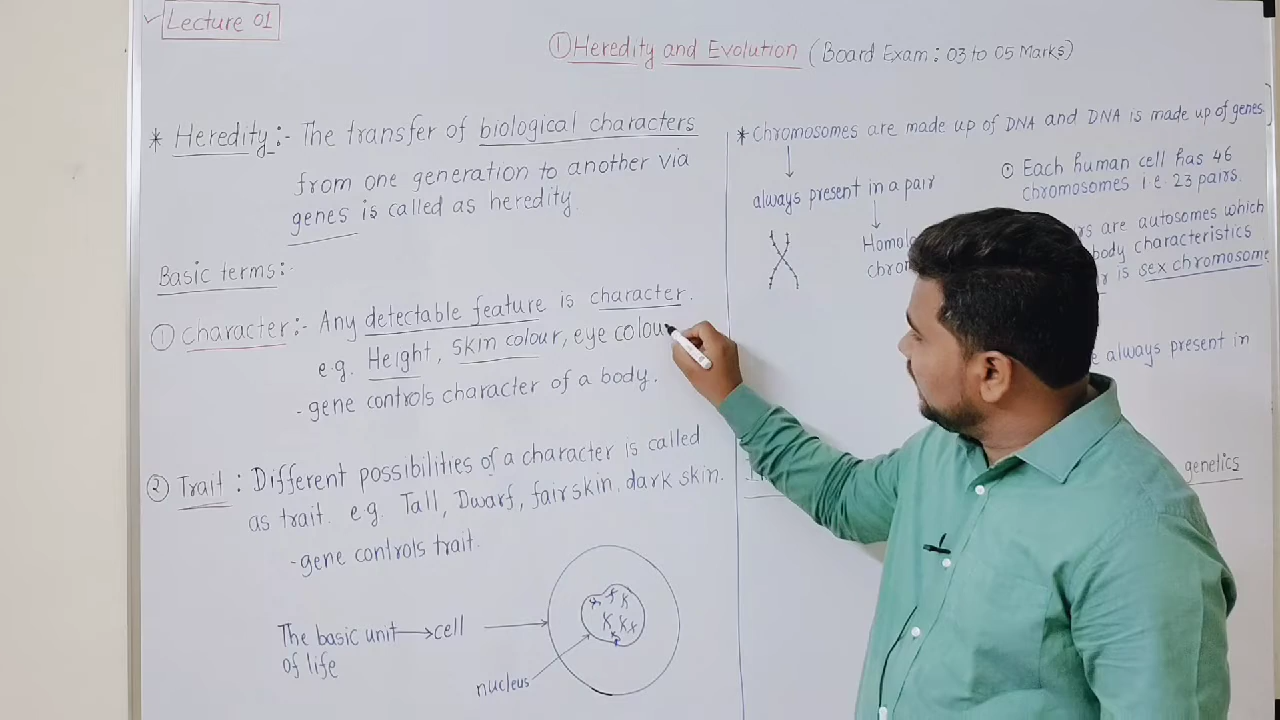 Lecture 01
①Heredity and Evolution (Board Exam: 03 to 05 Marks)
* Heredity:- The transfer of biological characters
from one generation to another via
genes is called as heredity.
Basic terms:-
① Character:- Any detectable feature is character.
e.g. Height, skin colour, eye colou
- gene controls character of a body.
② Trait: Different possibilities of a character is called
as trait. e.g. Tall, Dwarf, fair skin, dark skin.
- gene controls trait.
The basic unit → cell
of life
nucleus
* Chromosomes are made up of DNA and DNA is made up of genes
always present in a pair
Each human cell has 46
chromosomes i.e. 23 pairs.
rs are autosomes which
body characteristics
is sex chromosome
always present in
genetics